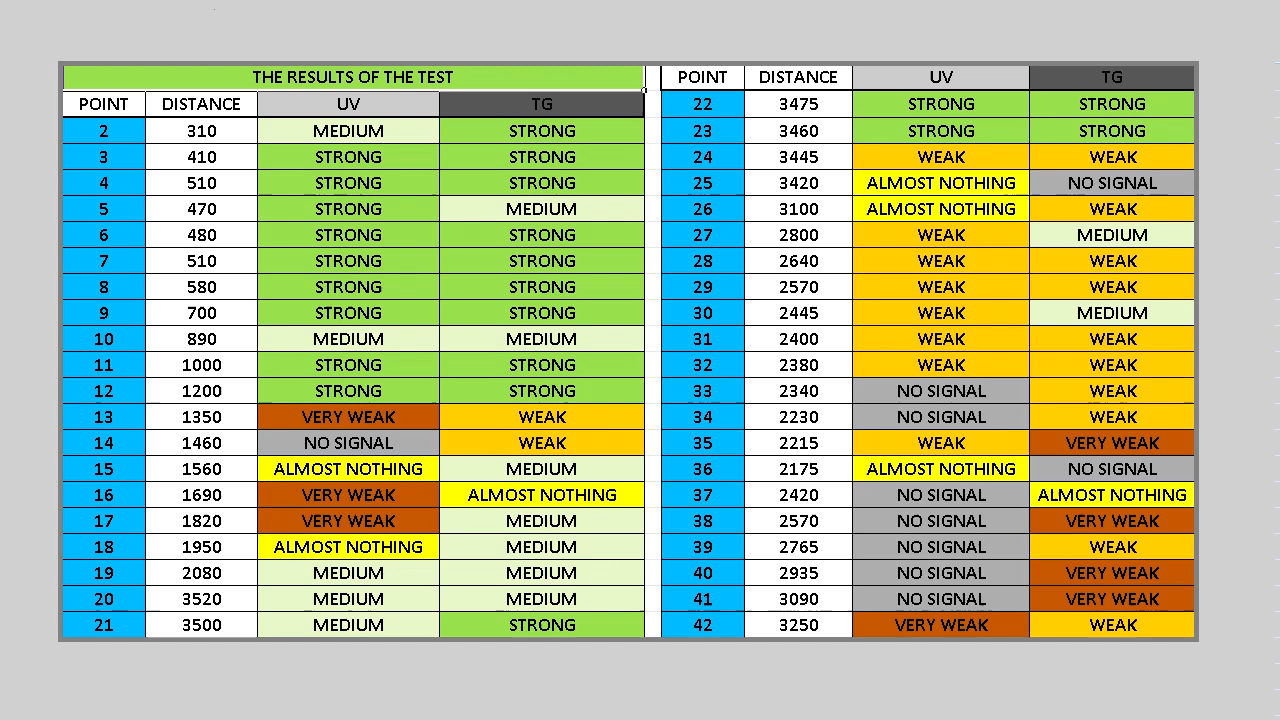 THE RESULTS OF THE TEST
POINT DISTANCE UV TG
2 310 MEDIUM STRONG
3 410 STRONG STRONG
4 510 STRONG STRONG
5 470 STRONG MEDIUM
6 480 STRONG STRONG
7 510 STRONG STRONG
8 580 STRONG STRONG
9 700 STRONG STRONG
10 890 MEDIUM MEDIUM
11 1000 STRONG STRONG
12 1200 STRONG STRONG
13 1350 VERY WEAK WEAK
14 1460 NO SIGNAL WEAK
15 1560 ALMOST NOTHING MEDIUM
16 1690 VERY WEAK ALMOST NOTHING
17 1820 VERY WEAK MEDIUM
18 1950 ALMOST NOTHING MEDIUM
19 2080 MEDIUM MEDIUM
20 3520 MEDIUM MEDIUM
21 3500 MEDIUM STRONG
POINT DISTANCE UV TG
22 3475 STRONG STRONG
23 3460 STRONG STRONG
24 3445 WEAK WEAK
25 3420 ALMOST NOTHING NO SIGNAL
26 3100 ALMOST NOTHING WEAK
27 2800 WEAK MEDIUM
28 2640 WEAK WEAK
29 2570 WEAK WEAK
30 2445 WEAK MEDIUM
31 2400 WEAK WEAK
32 2380 WEAK WEAK
33 2340 NO SIGNAL WEAK
34 2230 NO SIGNAL WEAK
35 2215 WEAK VERY WEAK
36 2175 ALMOST NOTHING NO SIGNAL
37 2420 NO SIGNAL ALMOST NOTHING
38 2570 NO SIGNAL VERY WEAK
39 2765 NO SIGNAL WEAK
40 2935 NO SIGNAL VERY WEAK
41 3090 NO SIGNAL VERY WEAK
42 3250 VERY WEAK WEAK